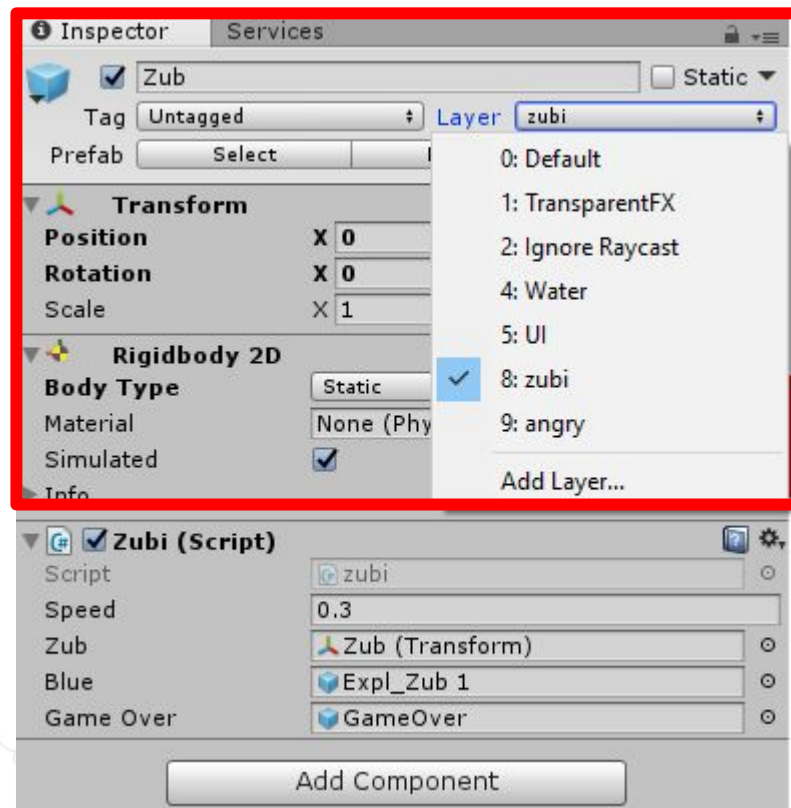 Inspector Services
Zub Static
Tag Untagged Layer zubi
Prefab Select
0: Default
1: TransparentFX
2: Ignore Raycast
4: Water
5: UI
8: zubi
9: angry
Add Layer...
Transform
Position X 0
Rotation X 0
Scale X 1
Rigidbody 2D
Body Type Static
Material None (Phy
Simulated
Info
Zubi (Script)
Script zubi
Speed 0.3
Zub Zub (Transform)
Blue Expl_Zub 1
Game Over GameOver
Add Component